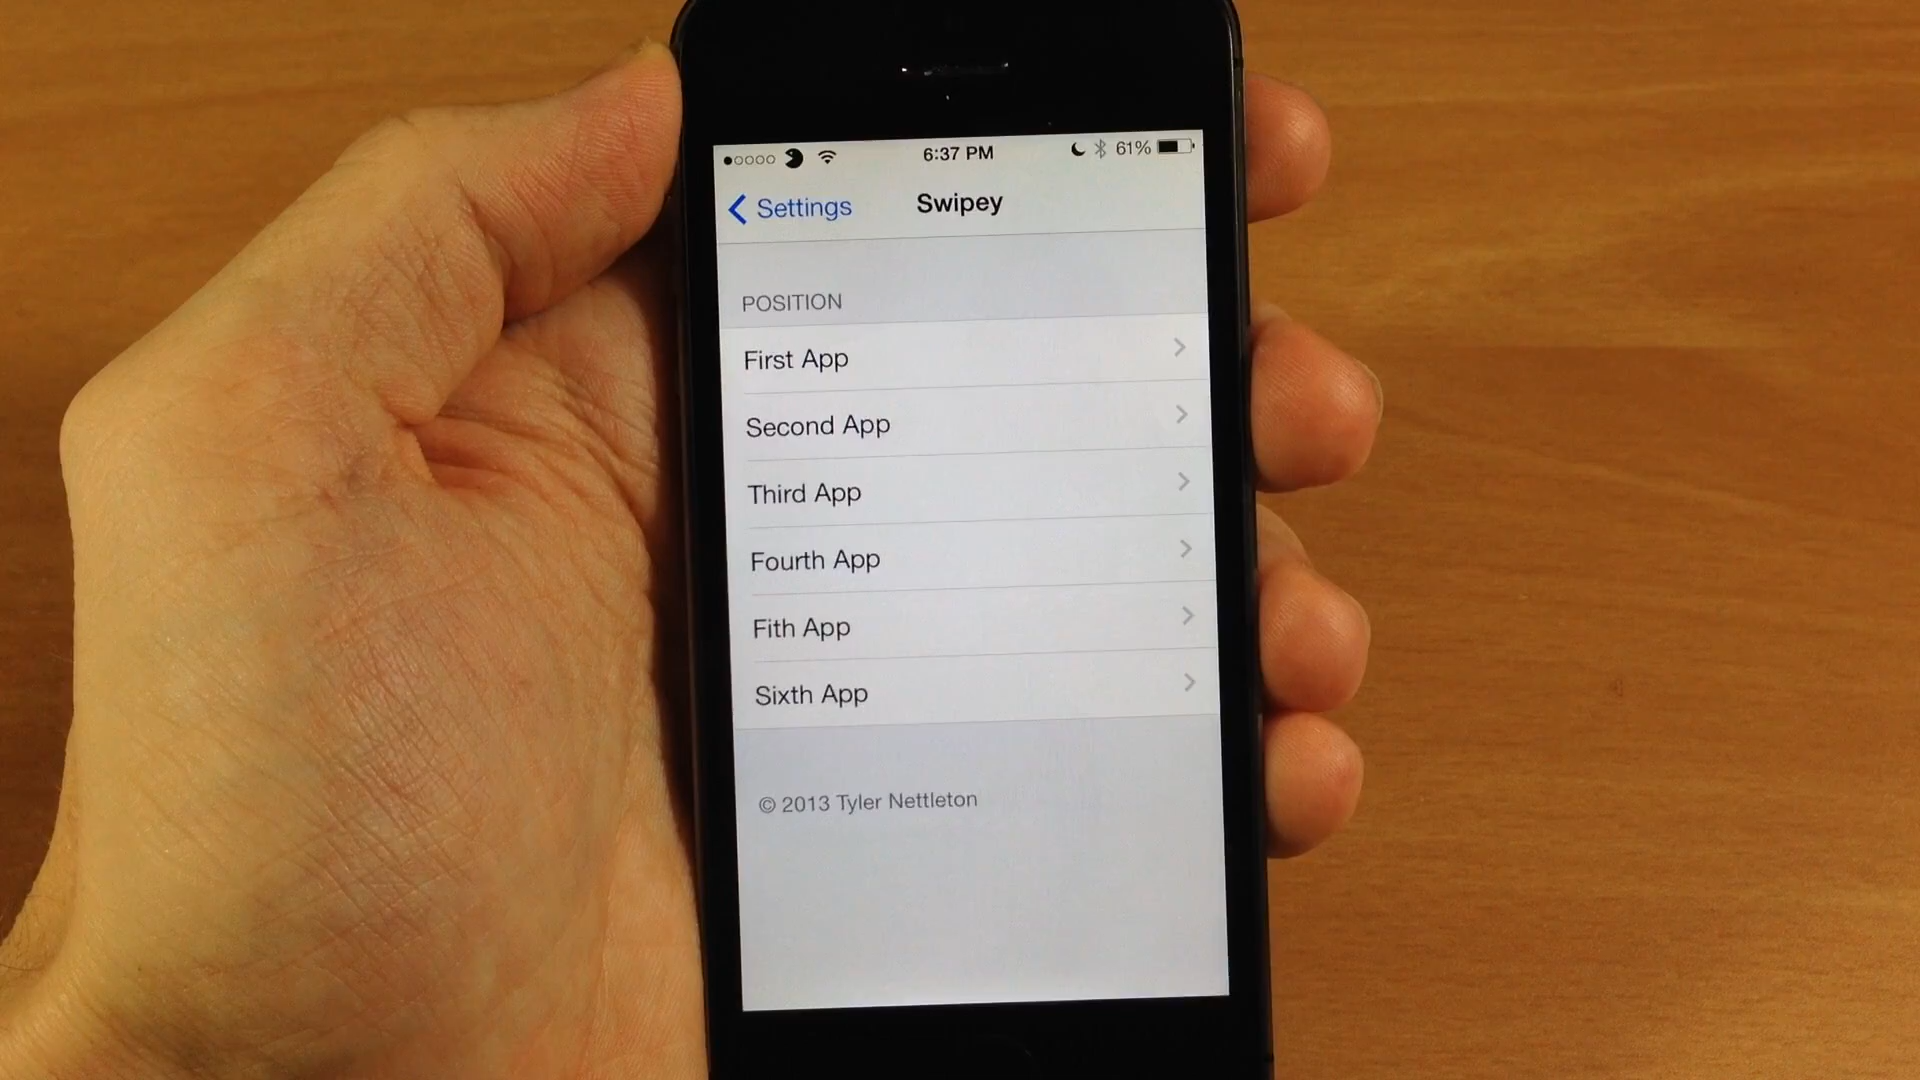 6:37 PM 61%
Settings Swipey
POSITION
First App
Second App
Third App
Fourth App
Fith App
Sixth App
© 2013 Tyler Nettleton